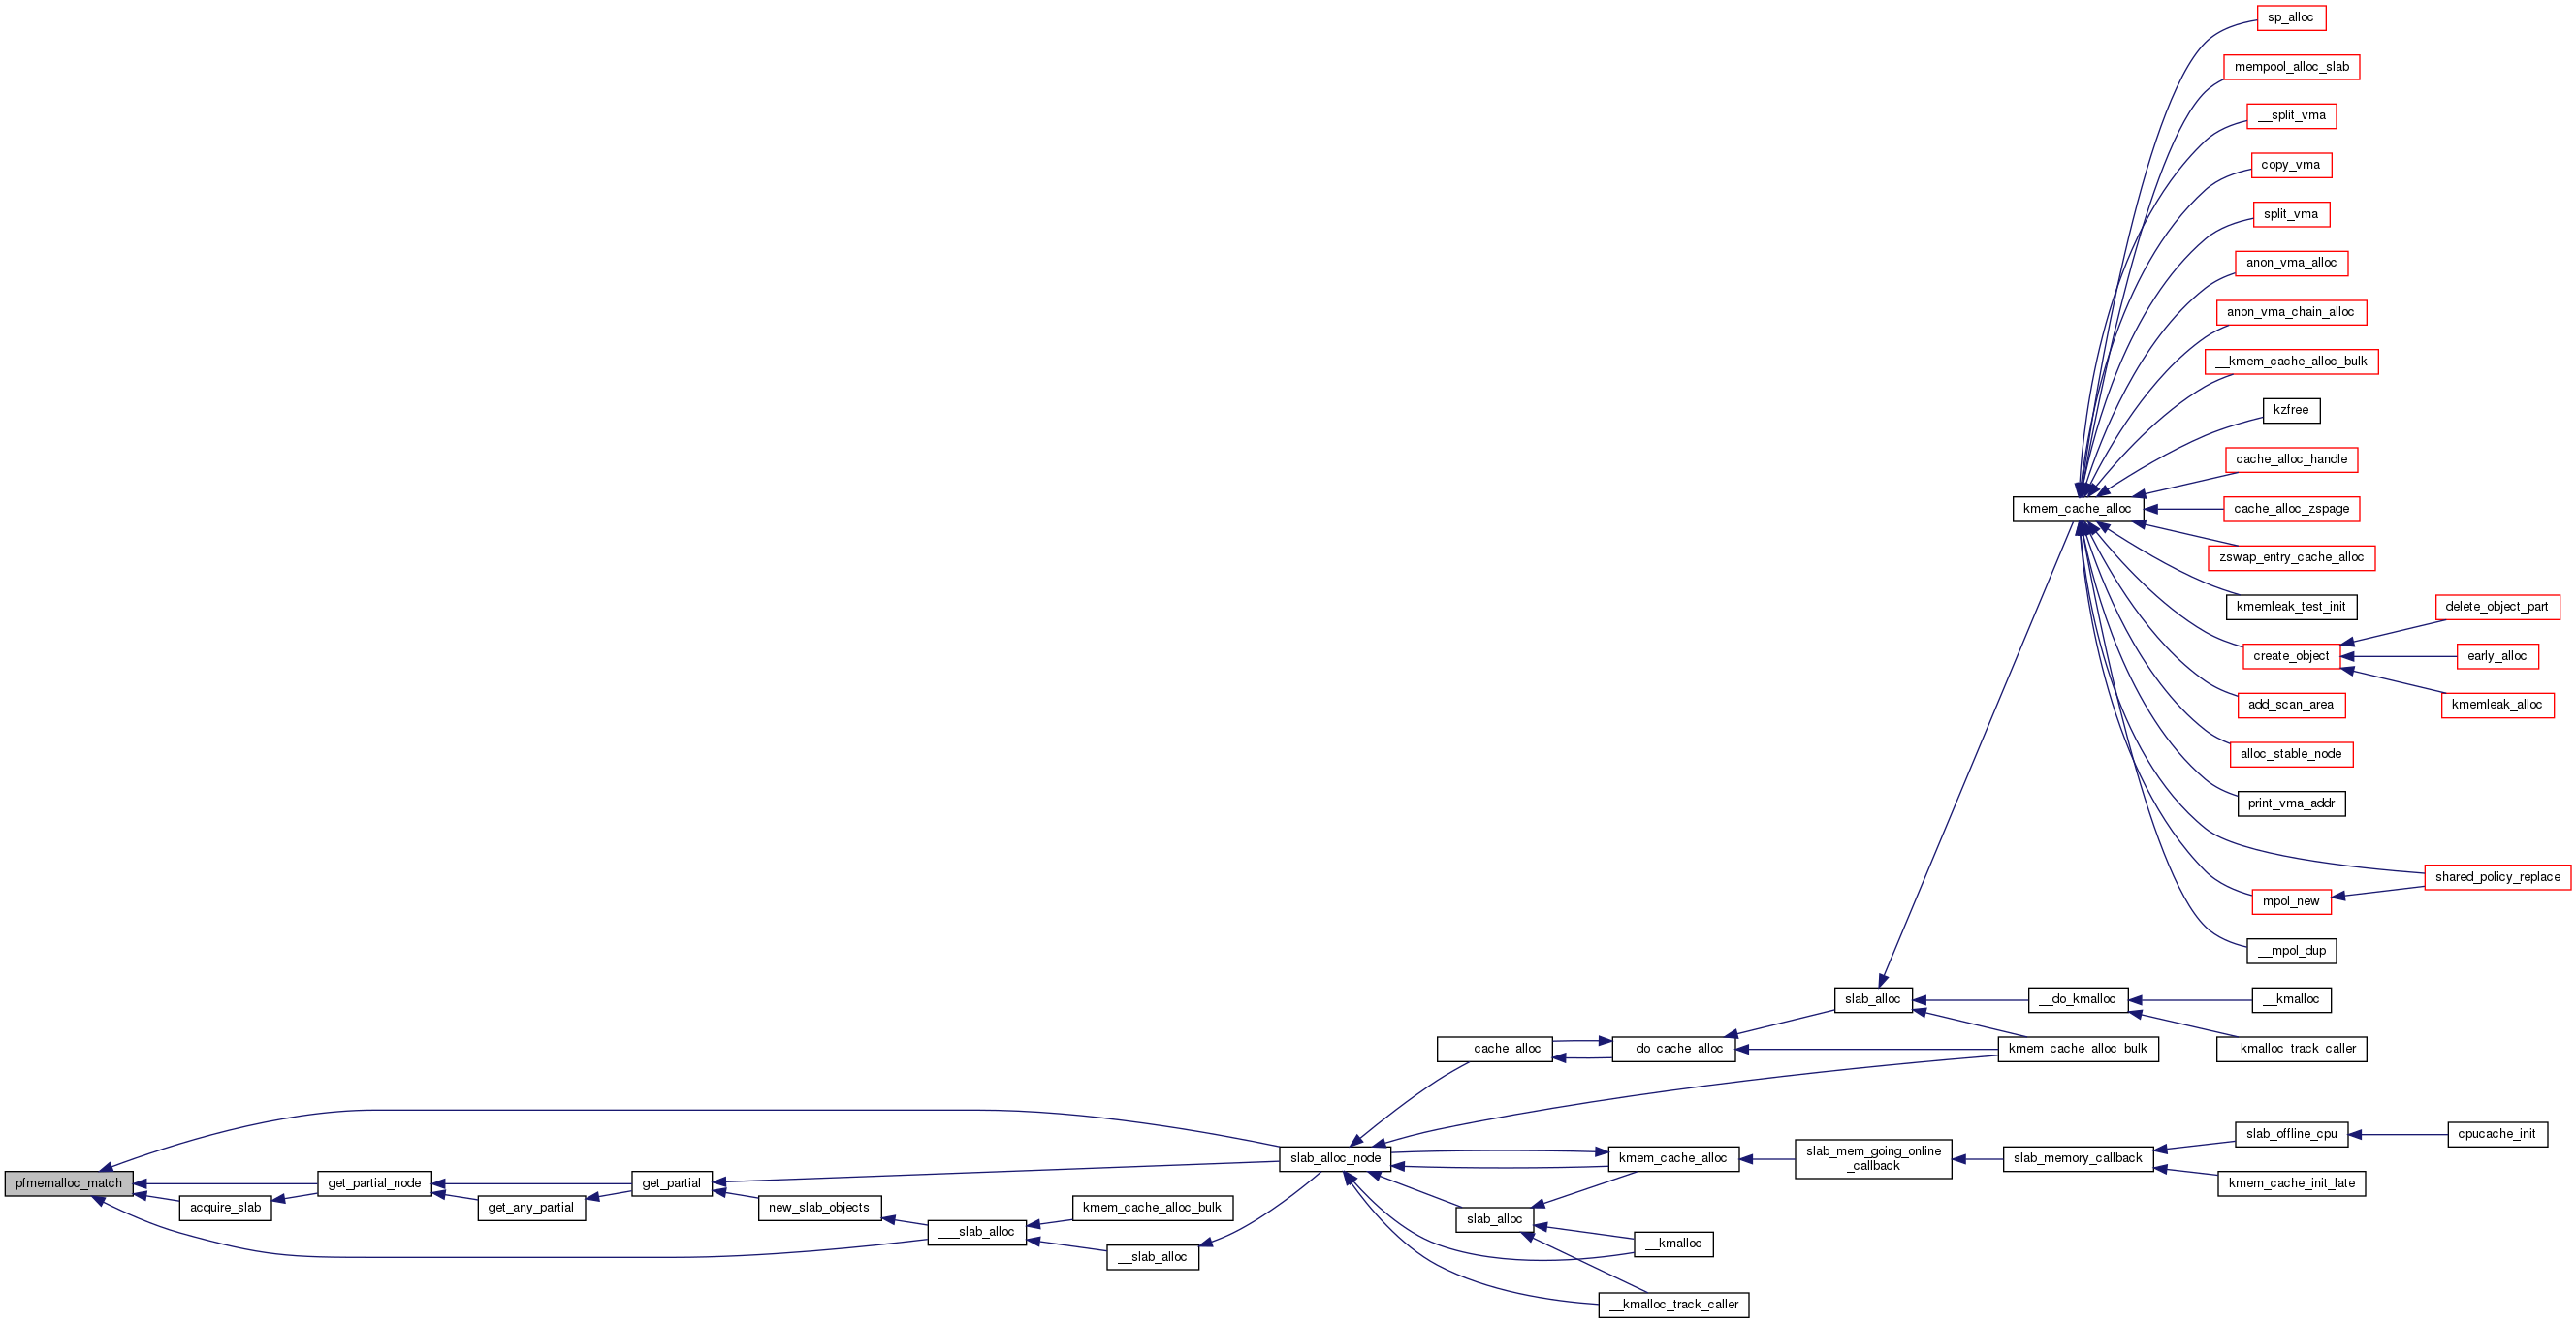 sp_alloc
mempool_alloc_slab
__split_vma
copy_vma
split_vma
anon_vma_alloc
anon_vma_chain_alloc
__kmem_cache_alloc_bulk
kzfree
cache_alloc_handle
kmem_cache_alloc
cache_alloc_zspage
zswap_entry_cache_alloc
kmemleak_test_init
delete_object_part
create_object
early_alloc
add_scan_area
kmemleak_alloc
alloc_stable_node
print_vma_addr
shared_policy_replace
mpol_new
__mpol_dup
slab_alloc
__do_kmalloc
__kmalloc
____cache_alloc
__do_cache_alloc
kmem_cache_alloc_bulk
__kmalloc_track_caller
slab_offline_cpu
cpucache_init
slab_alloc_node
kmem_cache_alloc
slab_mem_going_online
_callback
slab_memory_callback
pfmemalloc_match
get_partial_node
get_partial
kmem_cache_init_late
acquire_slab
get_any_partial
new_slab_objects
kmem_cache_alloc_bulk
slab_alloc
___slab_alloc
__slab_alloc
__kmalloc
__kmalloc_track_caller